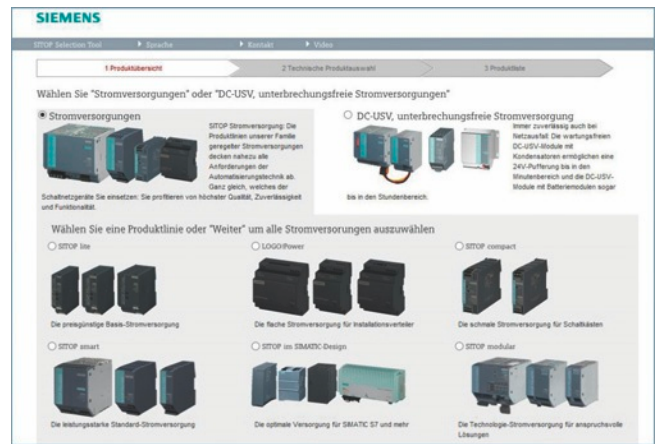 SIEMENS
SITOP Selection Tool Sprache Kontakt Video
1 Produktübersicht 2 Technische Produktauswahl 3 Produktliste
Wählen Sie "Stromversorgungen" oder "DC-USV, unterbrechungsfreie Stromversorgungen"
Stromversorgungen
SITOP Stromversorgung: Die
Produktlinien unserer Familie
geregelter Stromversorgungen
decken nahezu alle
Anforderungen der
Automatisierungstechnik ab.
Ganz gleich, welches der
Schaltnetzgeräte Sie einsetzen: Sie profitieren von höchster Qualität, Zuverlässigkeit
und Funktionalität.
DC-USV, unterbrechungsfreie Stromversorgung
Immer zuverlässig auch bei
Netzausfall: Die wartungsfreien
DC-USV-Module mit
Kondensatoren ermöglichen eine
24V-Pufferung bis in den
Minutenbereich und die DC-USV-
Module mit Batteriemodulen sogar
bis in den Stundenbereich.
Wählen Sie eine Produktlinie oder "Weiter" um alle Stromversorungen auszuwählen
SITOP lite
LOGO!Power
SITOP compact
Die preisgünstige Basis-Stromversorgung
Die flache Stromversorgung für Installationsverteiler
Die schmale Stromversorgung für Schaltkästen
SITOP smart
SITOP im SIMATIC-Design
SITOP modular
Die leistungsstarke Standard-Stromversorgung
Die optimale Versorgung für SIMATIC S7 und mehr
Die Technologie-Stromversorgung für anspruchsvolle
Lösungen